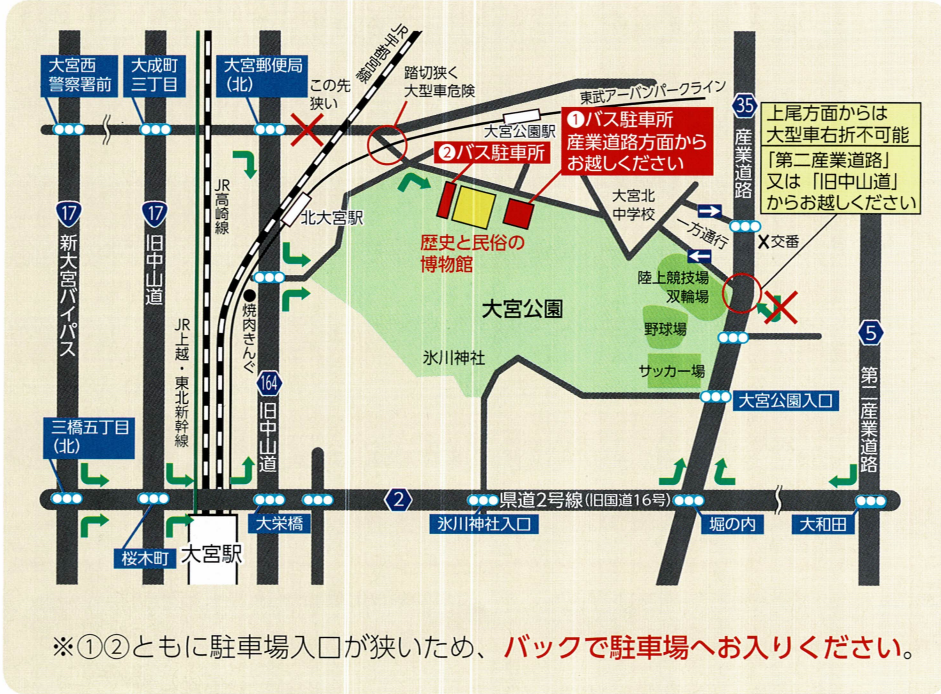 大宮西
警察署前
大成町
三丁目
大宮郵便局
(北)
この先
狭い
JR宇都宮線
踏切狭く
大型車危険
東武アーバンパークライン
大宮公園駅
❶バス駐車所
産業道路方面から
お越しください
❷バス駐車所
35
産業道路
上尾方面からは
大型車右折不可能
「第二産業道路」
又は「旧中山道」
からお越しください
17
新大宮バイパス
17
旧中山道
JR高崎線
北大宮駅
歴史と民俗の
博物館
大宮北
中学校
一方通行
X交番
陸上競技場
双輪場
大宮公園
野球場
サッカー場
氷川神社
焼肉きんぐ
JR上越・東北新幹線
164
旧中山道
5
第二産業道路
大宮公園入口
三橋五丁目
(北)
桜木町
大宮駅
大栄橋
2
氷川神社入口
県道2号線(旧国道16号)
堀の内
大和田
※①②ともに駐車場入口が狭いため、バックで駐車場へお入りください。